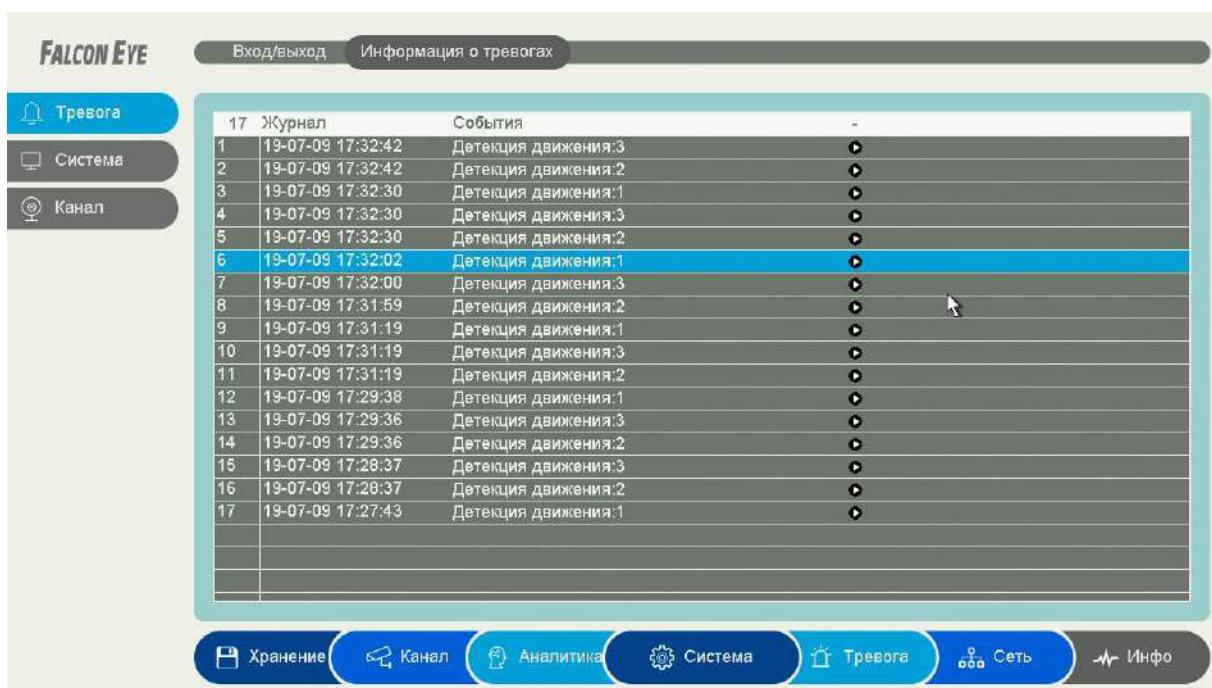 FALCON EYE
Вход/выход Информация о тревогах
Тревога
Система
Канал
17 Журнал События -
1 19-07-09 17:32:42 Детекция движения:3
2 19-07-09 17:32:42 Детекция движения:2
3 19-07-09 17:32:30 Детекция движения:1
4 19-07-09 17:32:30 Детекция движения:3
5 19-07-09 17:32:30 Детекция движения:2
6 19-07-09 17:32:02 Детекция движения:1
7 19-07-09 17:32:00 Детекция движения:3
8 19-07-09 17:31:59 Детекция движения:2
9 19-07-09 17:31:19 Детекция движения:1
10 19-07-09 17:31:19 Детекция движения:3
11 19-07-09 17:31:19 Детекция движения:2
12 19-07-09 17:29:38 Детекция движения:1
13 19-07-09 17:29:36 Детекция движения:3
14 19-07-09 17:29:36 Детекция движения:2
15 19-07-09 17:28:37 Детекция движения:3
16 19-07-09 17:28:37 Детекция движения:2
17 19-07-09 17:27:43 Детекция движения:1
Хранение Канал Аналитика Система Тревога Сеть Инфо